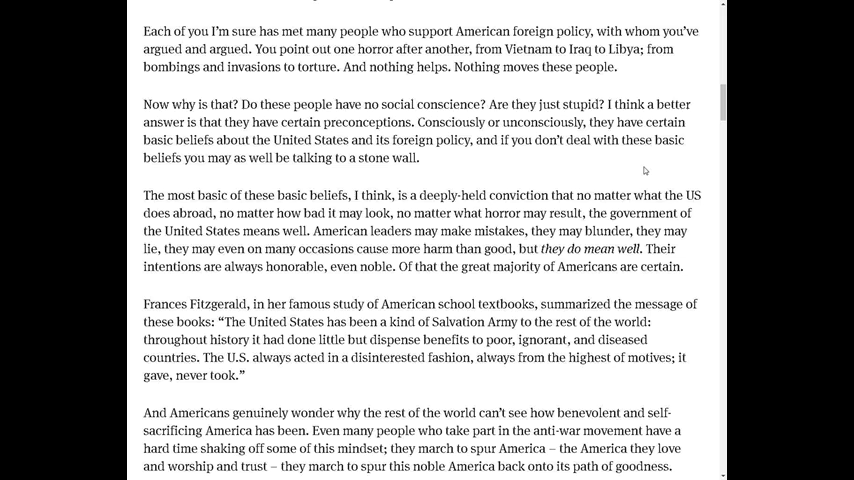 Each of you I'm sure has met many people who support American foreign policy, with whom you've
argued and argued. You point out one horror after another, from Vietnam to Iraq to Libya; from
bombings and invasions to torture. And nothing helps. Nothing moves these people.
Now why is that? Do these people have no social conscience? Are they just stupid? I think a better
answer is that they have certain preconceptions. Consciously or unconsciously, they have certain
basic beliefs about the United States and its foreign policy, and if you don't deal with these basic
beliefs you may as well be talking to a stone wall.
The most basic of these basic beliefs, I think, is a deeply-held conviction that no matter what the US
does abroad, no matter how bad it may look, no matter what horror may result, the government of
the United States means well. American leaders may make mistakes, they may blunder, they may
lie, they may even on many occasions cause more harm than good, but they do mean well. Their
intentions are always honorable, even noble. Of that the great majority of Americans are certain.
Frances Fitzgerald, in her famous study of American school textbooks, summarized the message of
these books: “The United States has been a kind of Salvation Army to the rest of the world:
throughout history it had done little but dispense benefits to poor, ignorant, and diseased
countries. The U.S. always acted in a disinterested fashion, always from the highest of motives; it
gave, never took.”
And Americans genuinely wonder why the rest of the world can't see how benevolent and self-
sacrificing America has been. Even many people who take part in the anti-war movement have a
hard time shaking off some of this mindset; they march to spur America – the America they love
and worship and trust – they march to spur this noble America back onto its path of goodness.